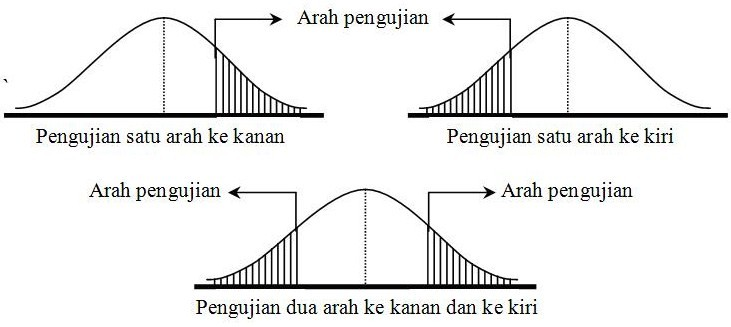 Arah pengujian
Pengujian satu arah ke kanan
Pengujian satu arah ke kiri
Arah pengujian
Arah pengujian
Pengujian dua arah ke kanan dan ke kiri